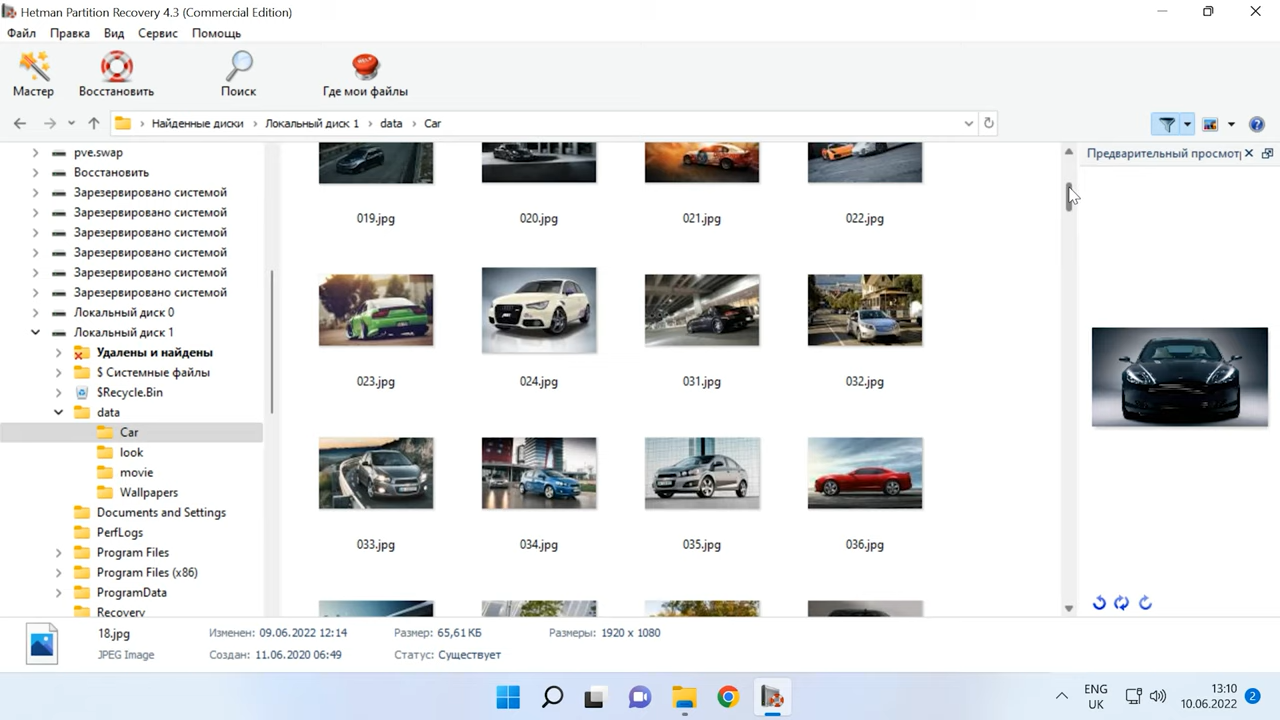 Hetman Partition Recovery 4.3 (Commercial Edition)
Файл Правка Вид Сервис Помощь
Мастер Восстановить Поиск Где мои файлы
Найденные диски Локальный диск 1 data Car
pve.swap
Восстановить
Зарезервировано системой
Зарезервировано системой
Зарезервировано системой
Зарезервировано системой
Зарезервировано системой
Зарезервировано системой
Локальный диск 0
Локальный диск 1
Удалены и найдены
$ Системные файлы
$Recycle.Bin
data
Car
look
movie
Wallpapers
Documents and Settings
PerfLogs
Program Files
Program Files (x86)
ProgramData
Recovery
019.jpg 020.jpg 021.jpg 022.jpg
023.jpg 024.jpg 031.jpg 032.jpg
033.jpg 034.jpg 035.jpg 036.jpg
Предварительный просмотр
18.jpg Изменен: 09.06.2022 12:14 Размер: 65,61 КБ Размеры: 1920 x 1080
JPEG Image Создан: 11.06.2020 06:49 Статус: Существует
ENG 13:10
UK 10.06.2022 2